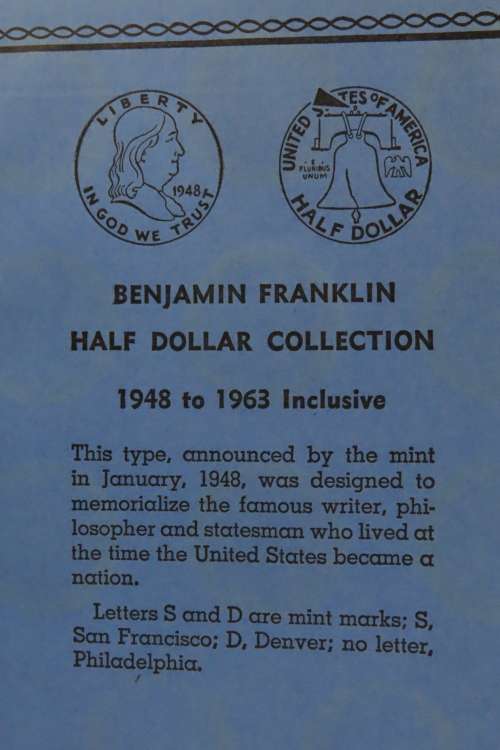 LIBERTY
1948
IN GOD WE TRUST
UNITED STATES OF AMERICA
E
PLURIBUS
UNUM
HALF DOLLAR
BENJAMIN FRANKLIN
HALF DOLLAR COLLECTION
1948 to 1963 Inclusive
This type, announced by the mint
in January, 1948, was designed to
memorialize the famous writer, phi-
losopher and statesman who lived at
the time the United States became a
nation.
Letters S and D are mint marks; S,
San Francisco; D, Denver; no letter,
Philadelphia.